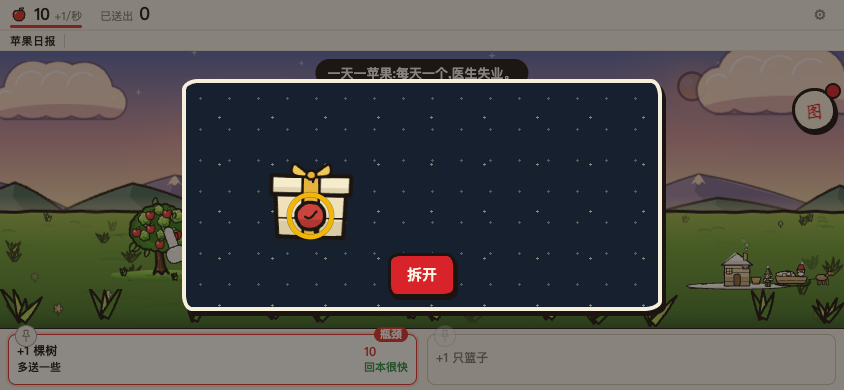 10 +1/秒 已送出 0
苹果日报
一天一苹果:每天一个,医生失业。
图
拆开
瓶颈
+1 棵树 10
多送一些 回本很快
+1 只篮子